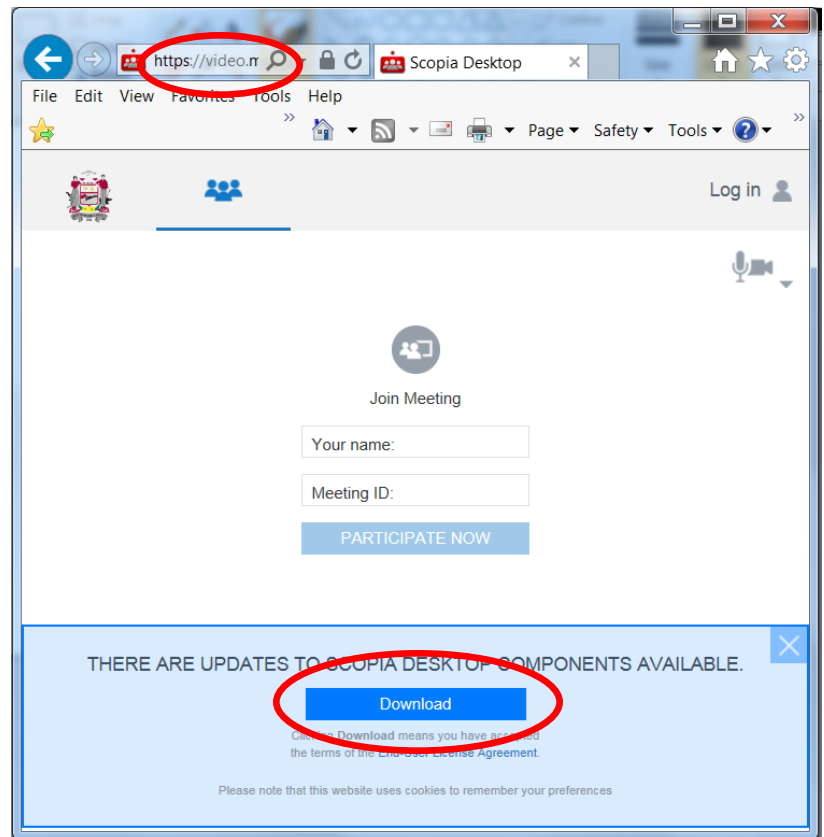 https://video.m
Scopia Desktop
File Edit View Favorites Tools Help
Page Safety Tools
Log in
Join Meeting
Your name:
Meeting ID:
PARTICIPATE NOW
THERE ARE UPDATES TO SCOPIA DESKTOP COMPONENTS AVAILABLE.
Download
Clicking Download means you have accepted
the terms of the End-User License Agreement.
Please note that this website uses cookies to remember your preferences